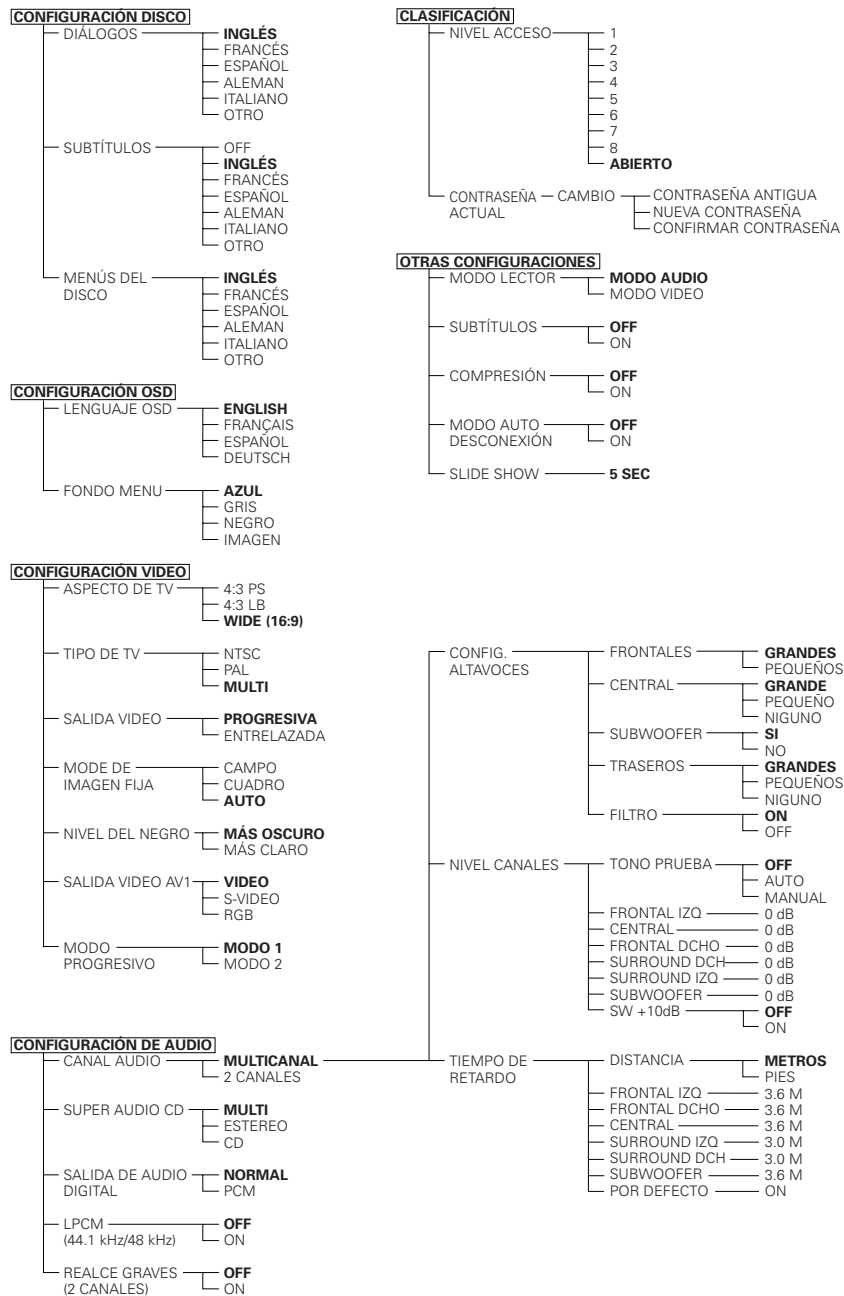 CONFIGURACIÓN DISCO
DIÁLOGOS
INGLÉS
FRANCÉS
ESPAÑOL
ALEMAN
ITALIANO
OTRO
SUBTÍTULOS
OFF
INGLÉS
FRANCÉS
ESPAÑOL
ALEMAN
ITALIANO
OTRO
MENÚS DEL
DISCO
INGLÉS
FRANCÉS
ESPAÑOL
ALEMAN
ITALIANO
OTRO
CONFIGURACIÓN OSD
LENGUAJE OSD
ENGLISH
FRANÇAIS
ESPAÑOL
DEUTSCH
FONDO MENU
AZUL
GRIS
NEGRO
IMAGEN
CONFIGURACIÓN VIDEO
ASPECTO DE TV
4:3 PS
4:3 LB
WIDE (16:9)
TIPO DE TV
NTSC
PAL
MULTI
SALIDA VIDEO
PROGRESIVA
ENTRELAZADA
MODE DE
IMAGEN FIJA
CAMPO
CUADRO
AUTO
NIVEL DEL NEGRO
MÁS OSCURO
MÁS CLARO
SALIDA VIDEO AV1
VIDEO
S-VIDEO
RGB
MODO
PROGRESIVO
MODO 1
MODO 2
CONFIGURACIÓN DE AUDIO
CANAL AUDIO
MULTICANAL
2 CANALES
SUPER AUDIO CD
MULTI
ESTEREO
CD
SALIDA DE AUDIO
DIGITAL
NORMAL
PCM
LPCM
(44.1 kHz/48 kHz)
OFF
ON
REALCE GRAVES
(2 CANALES)
OFF
ON
CLASIFICACIÓN
NIVEL ACCESO
1
2
3
4
5
6
7
8
ABIERTO
CONTRASEÑA
ACTUAL
CAMBIO
CONTRASEÑA ANTIGUA
NUEVA CONTRASEÑA
CONFIRMAR CONTRASEÑA
OTRAS CONFIGURACIONES
MODO LECTOR
MODO AUDIO
MODO VIDEO
SUBTÍTULOS
OFF
ON
COMPRESIÓN
OFF
ON
MODO AUTO
DESCONEXIÓN
OFF
ON
SLIDE SHOW
5 SEC
CONFIG.
ALTAVOCES
FRONTALES
GRANDES
PEQUEÑOS
CENTRAL
GRANDE
PEQUEÑO
NIGUNO
SUBWOOFER
SI
NO
TRASEROS
GRANDES
PEQUEÑOS
NIGUNO
FILTRO
ON
OFF
NIVEL CANALES
TONO PRUEBA
OFF
AUTO
MANUAL
FRONTAL IZQ 0 dB
CENTRAL 0 dB
FRONTAL DCHO 0 dB
SURROUND DCH 0 dB
SURROUND IZQ 0 dB
SUBWOOFER 0 dB
SW +10dB
OFF
ON
TIEMPO DE
RETARDO
DISTANCIA
METROS
PIES
FRONTAL IZQ 3.6 M
FRONTAL DCHO 3.6 M
CENTRAL 3.6 M
SURROUND IZQ 3.0 M
SURROUND DCH 3.0 M
SUBWOOFER 3.6 M
POR DEFECTO ON